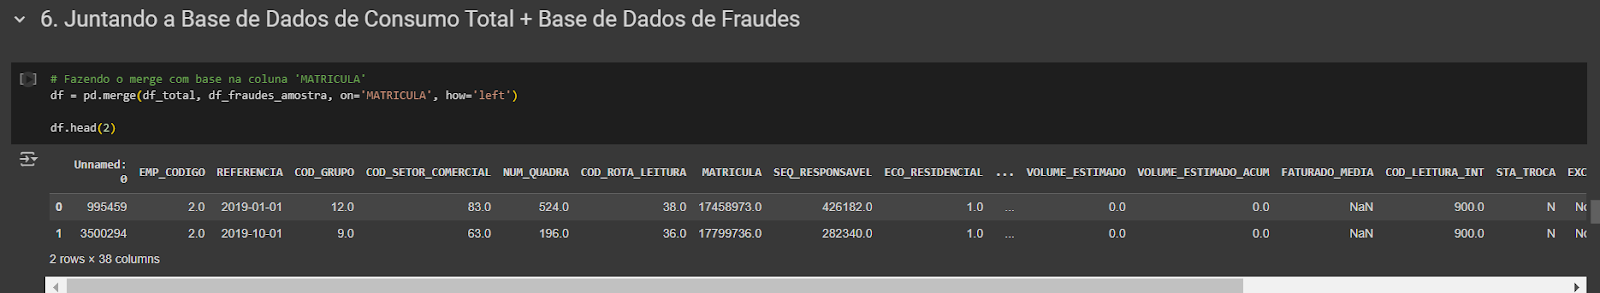 6. Juntando a Base de Dados de Consumo Total + Base de Dados de Fraudes
# Fazendo o merge com base na coluna 'MATRICULA'
df = pd.merge(df_total, df_fraudes_amostra, on='MATRICULA', how='left')
df.head(2)
Unnamed: 0 EMP_CODIGO REFERENCIA COD_GRUPO COD_SETOR_COMERCIAL NUM_QUADRA COD_ROTA_LEITURA MATRICULA SEQ_RESPONSAVEL ECO_RESIDENCIAL ... VOLUME_ESTIMADO VOLUME_ESTIMADO_ACUM FATURADO_MEDIA COD_LEITURA_INT STA_TROCA EXC
0 995459 2.0 2019-01-01 12.0 83.0 524.0 38.0 17458973.0 426182.0 1.0 ... 0.0 0.0 NaN 900.0 N Nc
1 3500294 2.0 2019-10-01 9.0 63.0 196.0 36.0 17799736.0 282340.0 1.0 ... 0.0 0.0 NaN 900.0 N Nc
2 rows × 38 columns